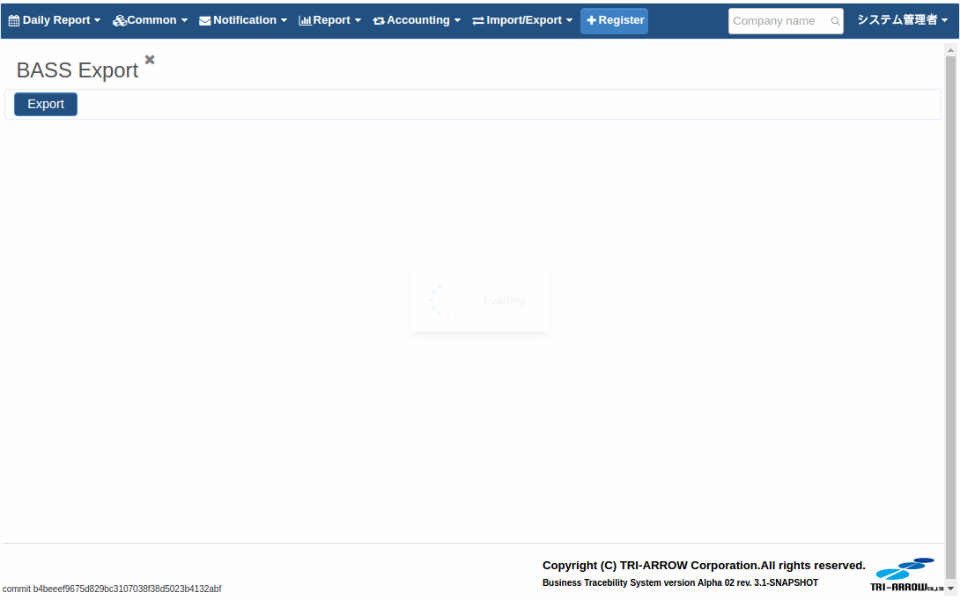 Daily Report Common Notification Report Accounting Import/Export Register Company name システム管理者
BASS Export
Export
Loading...
Copyright (C) TRI-ARROW Corporation.All rights reserved.
Business Tracebility System version Alpha 02 rev. 3.1-SNAPSHOT
TRI-ARROW CO.,LTD
commit b4beeef9675d829bc3107038f38d5023b4132abf